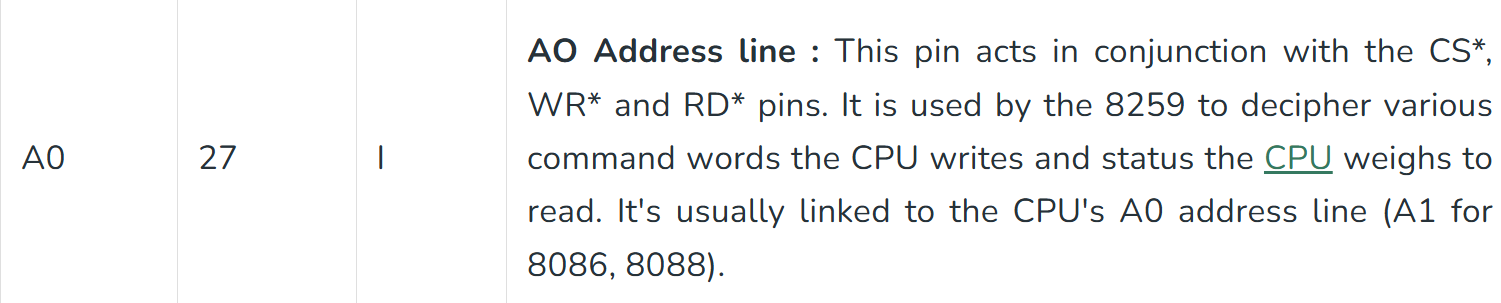 AO Address line : This pin acts in conjunction with the CS*,
WR* and RD* pins. It is used by the 8259 to decipher various
A0 27 I command words the CPU writes and status the CPU weighs to
read. It's usually linked to the CPU's A0 address line (A1 for
8086, 8088).